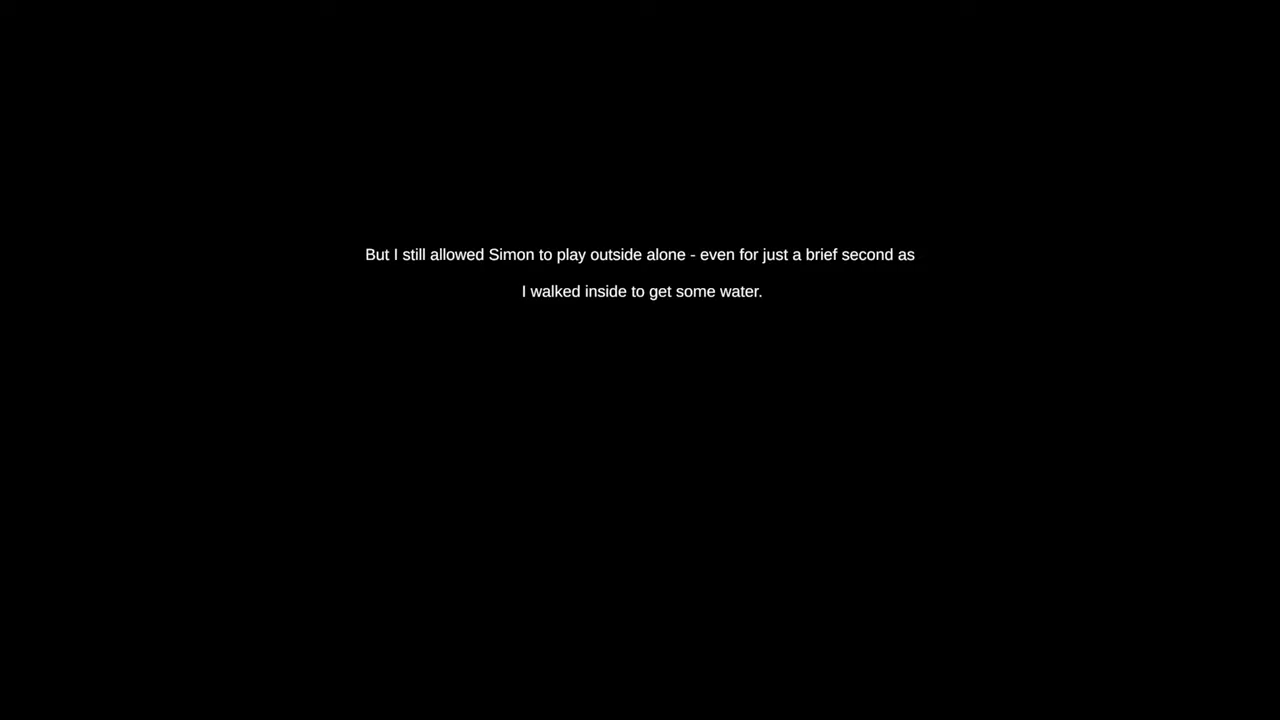 But I still allowed Simon to play outside alone - even for just a brief second as
I walked inside to get some water.